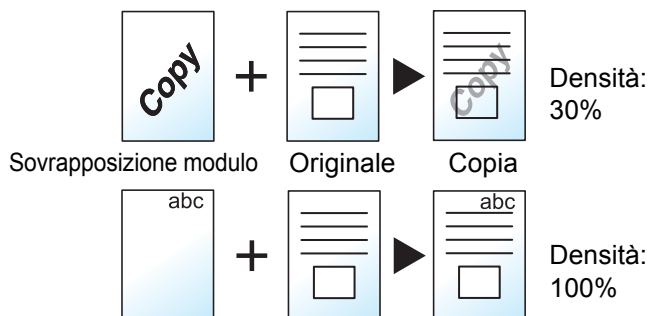 Copy Copy Densità:
30%
Sovrapposizione modulo Originale Copia
abc abc Densità:
100%